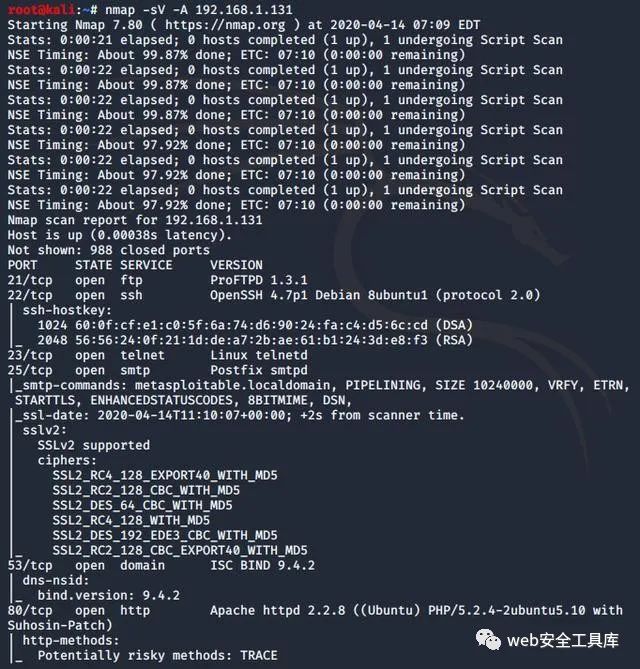 root@kali:~# nmap -sV -A 192.168.1.131
Starting Nmap 7.80 ( https://nmap.org ) at 2020-04-14 07:09 EDT
Stats: 0:00:21 elapsed; 0 hosts completed (1 up), 1 undergoing Script Scan
NSE Timing: About 99.87% done; ETC: 07:10 (0:00:00 remaining)
Stats: 0:00:22 elapsed; 0 hosts completed (1 up), 1 undergoing Script Scan
NSE Timing: About 99.87% done; ETC: 07:10 (0:00:00 remaining)
Stats: 0:00:22 elapsed; 0 hosts completed (1 up), 1 undergoing Script Scan
NSE Timing: About 99.87% done; ETC: 07:10 (0:00:00 remaining)
Stats: 0:00:22 elapsed; 0 hosts completed (1 up), 1 undergoing Script Scan
NSE Timing: About 97.92% done; ETC: 07:10 (0:00:00 remaining)
Stats: 0:00:22 elapsed; 0 hosts completed (1 up), 1 undergoing Script Scan
NSE Timing: About 97.92% done; ETC: 07:10 (0:00:00 remaining)
Stats: 0:00:22 elapsed; 0 hosts completed (1 up), 1 undergoing Script Scan
NSE Timing: About 97.92% done; ETC: 07:10 (0:00:00 remaining)
Nmap scan report for 192.168.1.131
Host is up (0.00038s latency).
Not shown: 988 closed ports
PORT     STATE SERVICE     VERSION
21/tcp   open  ftp         ProFTPD 1.3.1
22/tcp   open  ssh         OpenSSH 4.7p1 Debian 8ubuntu1 (protocol 2.0)
| ssh-hostkey:
|   1024 60:0f:cf:e1:c0:5f:6a:74:d6:90:24:fa:c4:d5:6c:cd (DSA)
|_  2048 56:56:24:0f:21:1d:de:a7:2b:ae:61:b1:24:3d:e8:f3 (RSA)
23/tcp   open  telnet      Linux telnetd
25/tcp   open  smtp        Postfix smtpd
|_smtp-commands: metasploitable.localdomain, PIPELINING, SIZE 10240000, VRFY, ETRN,
STARTTLS, ENHANCEDSTATUSCODES, 8BITMIME, DSN,
|_ssl-date: 2020-04-14T11:10:07+00:00; +2s from scanner time.
| sslv2:
|   SSLv2 supported
|   ciphers:
|     SSL2_RC4_128_EXPORT40_WITH_MD5
|     SSL2_RC2_128_CBC_WITH_MD5
|     SSL2_DES_64_CBC_WITH_MD5
|     SSL2_RC4_128_WITH_MD5
|     SSL2_DES_192_EDE3_CBC_WITH_MD5
|_    SSL2_RC2_128_CBC_EXPORT40_WITH_MD5
53/tcp   open  domain      ISC BIND 9.4.2
| dns-nsid:
|_  bind.version: 9.4.2
80/tcp   open  http        Apache httpd 2.2.8 ((Ubuntu) PHP/5.2.4-2ubuntu5.10 with
Suhosin-Patch)
| http-methods:
|_  Potentially risky methods: TRACE
web安全工具库